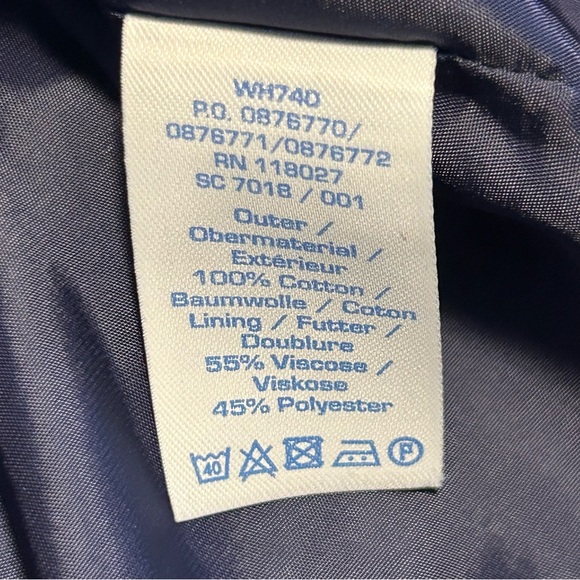 WH740
P.O. 0876770/
0876771/0876772
RN 118027
SC 7018 / 001
Outer /
Obermaterial /
Extérieur
100% Cotton /
Baumwolle / Coton
Lining / Futter /
Doublure
55% Viscose /
Viskose
45% Polyester
40 P